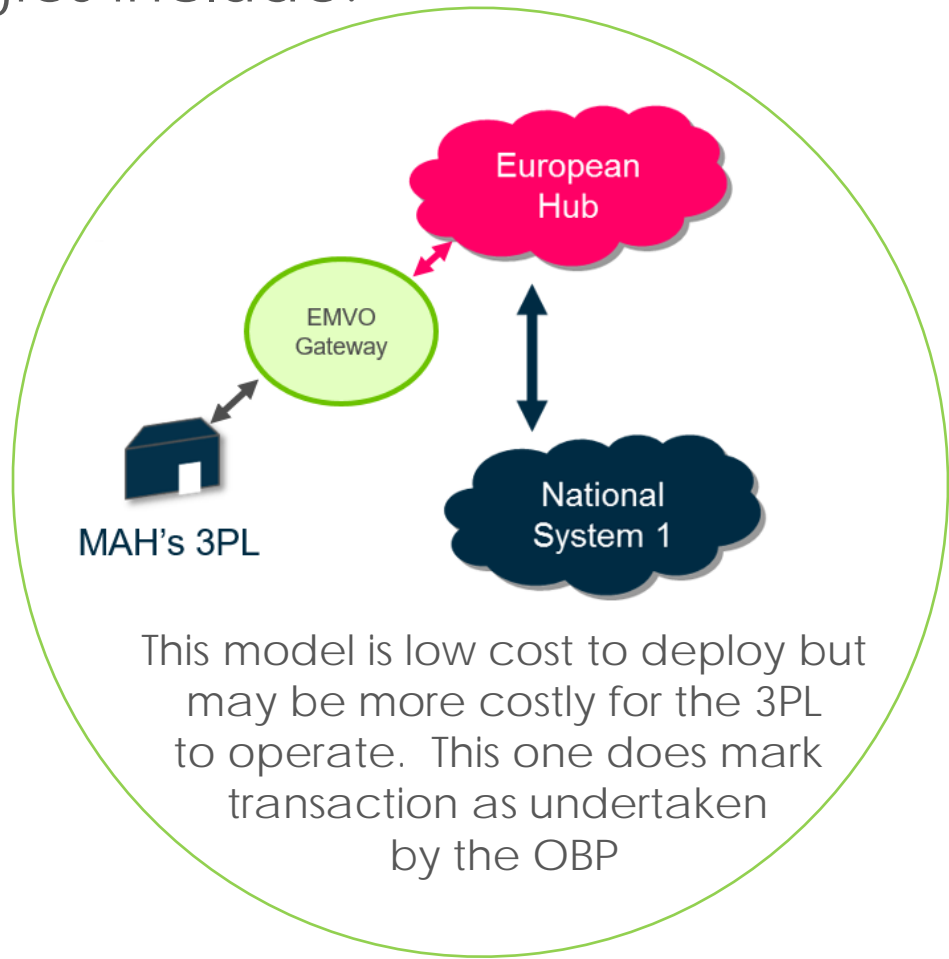 include:
European
Hub
EMVO
Gateway
MAH's 3PL
National
System 1
This model is low cost to deploy but
may be more costly for the 3PL
to operate. This one does mark
transaction as undertaken
by the OBP